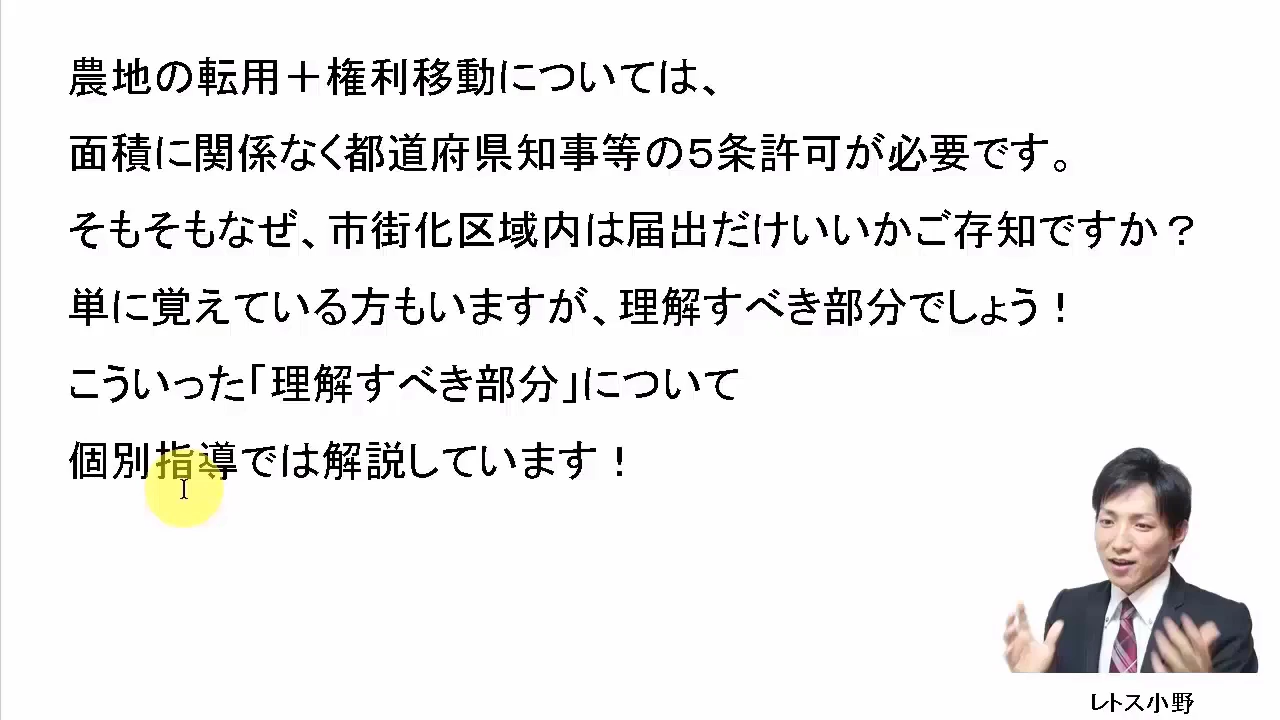 農地の転用＋権利移動については、
面積に関係なく都道府県知事等の５条許可が必要です。
そもそもなぜ、市街化区域内は届出だけいいかご存知ですか？
単に覚えている方もいますが、理解すべき部分でしょう！
こういった「理解すべき部分」について
個別指導では解説しています！
レトス小野